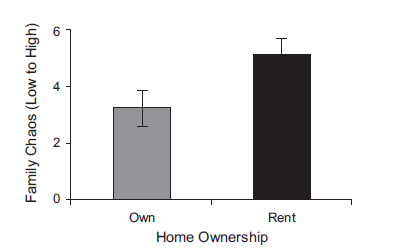 Family Chaos (Low to High)
6
4
2
0
Own
Rent
Home Ownership